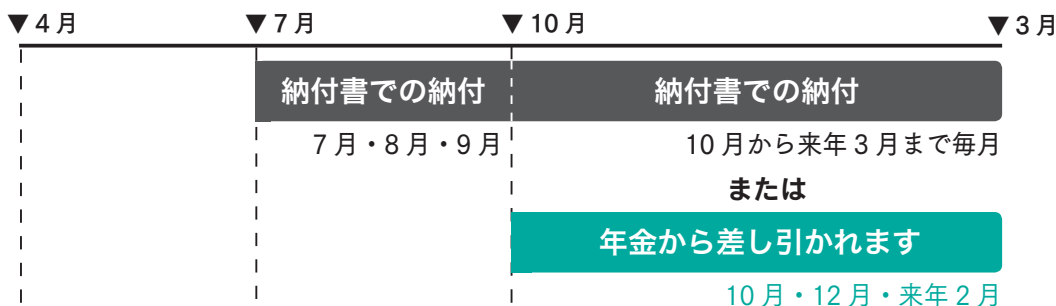 ▼4月 ▼7月 ▼10月 ▼3月
納付書での納付 納付書での納付
7月・8月・9月 10月から来年3月まで毎月
または
年金から差し引かれます
10月・12月・来年2月